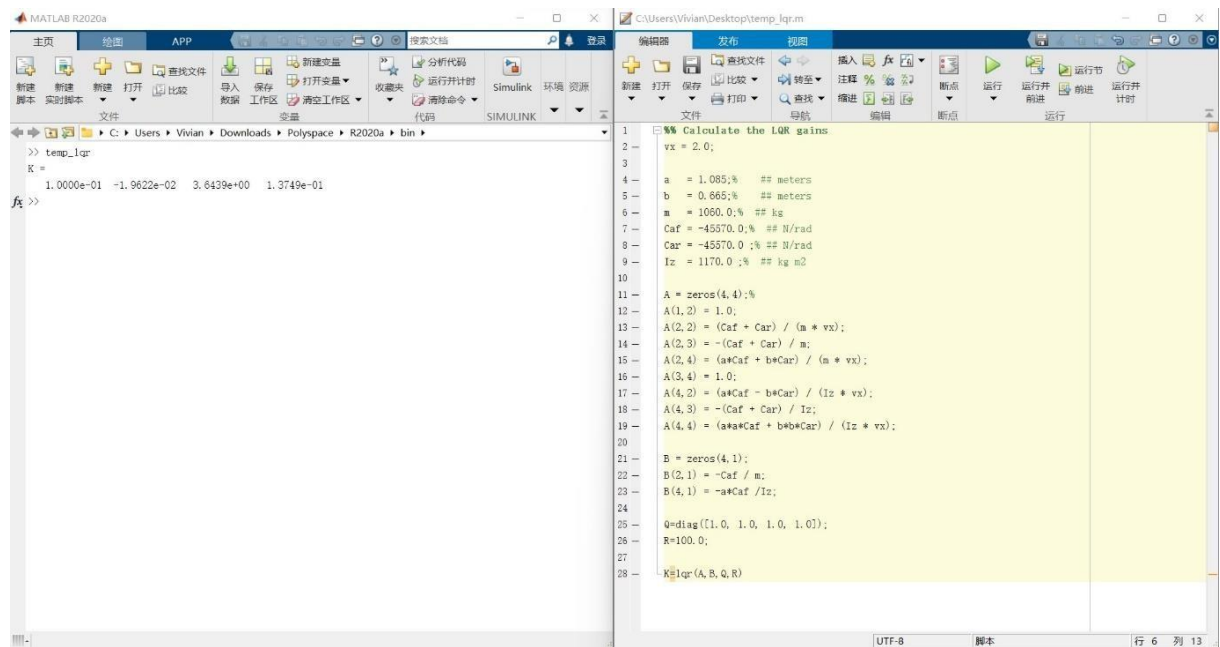 MATLAB R2020a
主页 绘图 APP 搜索文档 登录
新建脚本 新建实时脚本 新建 打开 查找文件 比较 导入数据 保存工作区 新建变量 打开变量 清空工作区 收藏夹 分析代码 运行并计时 清除命令 Simulink 环境 资源
文件 变量 代码 SIMULINK
C: Users Vivian Downloads Polyspace R2020a bin
>> temp_lqr
K =
1.0000e-01 -1.9622e-02 3.6439e+00 1.3749e-01
fx >>
C:\Users\Vivian\Desktop\temp_lqr.m
编辑器 发布 视图
新建 打开 保存 查找文件 比较 打印 转至 查找 插入 fx 注释 % 缩进 断点 运行 运行并前进 运行节 前进 运行并计时
文件 导航 编辑 断点 运行
1 %% Calculate the LQR gains
2 – vx = 2.0;
3
4 – a = 1.085;% ## meters
5 – b = 0.665;% ## meters
6 – m = 1060.0;% ## kg
7 – Caf = -45570.0;% ## N/rad
8 – Car = -45570.0 ;% ## N/rad
9 – Iz = 1170.0 ;% ## kg m2
10
11 – A = zeros(4,4);%
12 – A(1,2) = 1.0;
13 – A(2,2) = (Caf + Car) / (m * vx);
14 – A(2,3) = -(Caf + Car) / m;
15 – A(2,4) = (a*Caf + b*Car) / (m * vx);
16 – A(3,4) = 1.0;
17 – A(4,2) = (a*Caf - b*Car) / (Iz * vx);
18 – A(4,3) = -(Caf + Car) / Iz;
19 – A(4,4) = (a*a*Caf + b*b*Car) / (Iz * vx);
20
21 – B = zeros(4,1);
22 – B(2,1) = -Caf / m;
23 – B(4,1) = -a*Caf /Iz;
24
25 – Q=diag([1.0, 1.0, 1.0, 1.0]);
26 – R=100.0;
27
28 – K=lqr(A,B,Q,R)
UTF-8 脚本 行 6 列 13